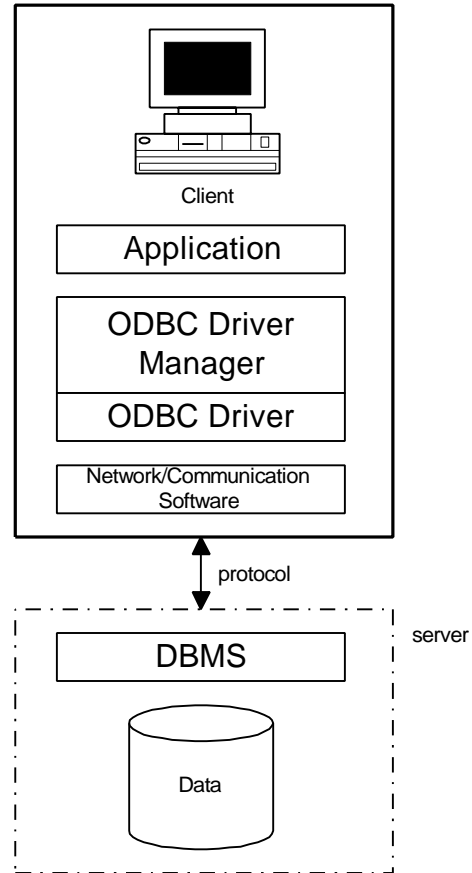 Client
Application
ODBC Driver
Manager
ODBC Driver
Network/Communication
Software
protocol
server
DBMS
Data